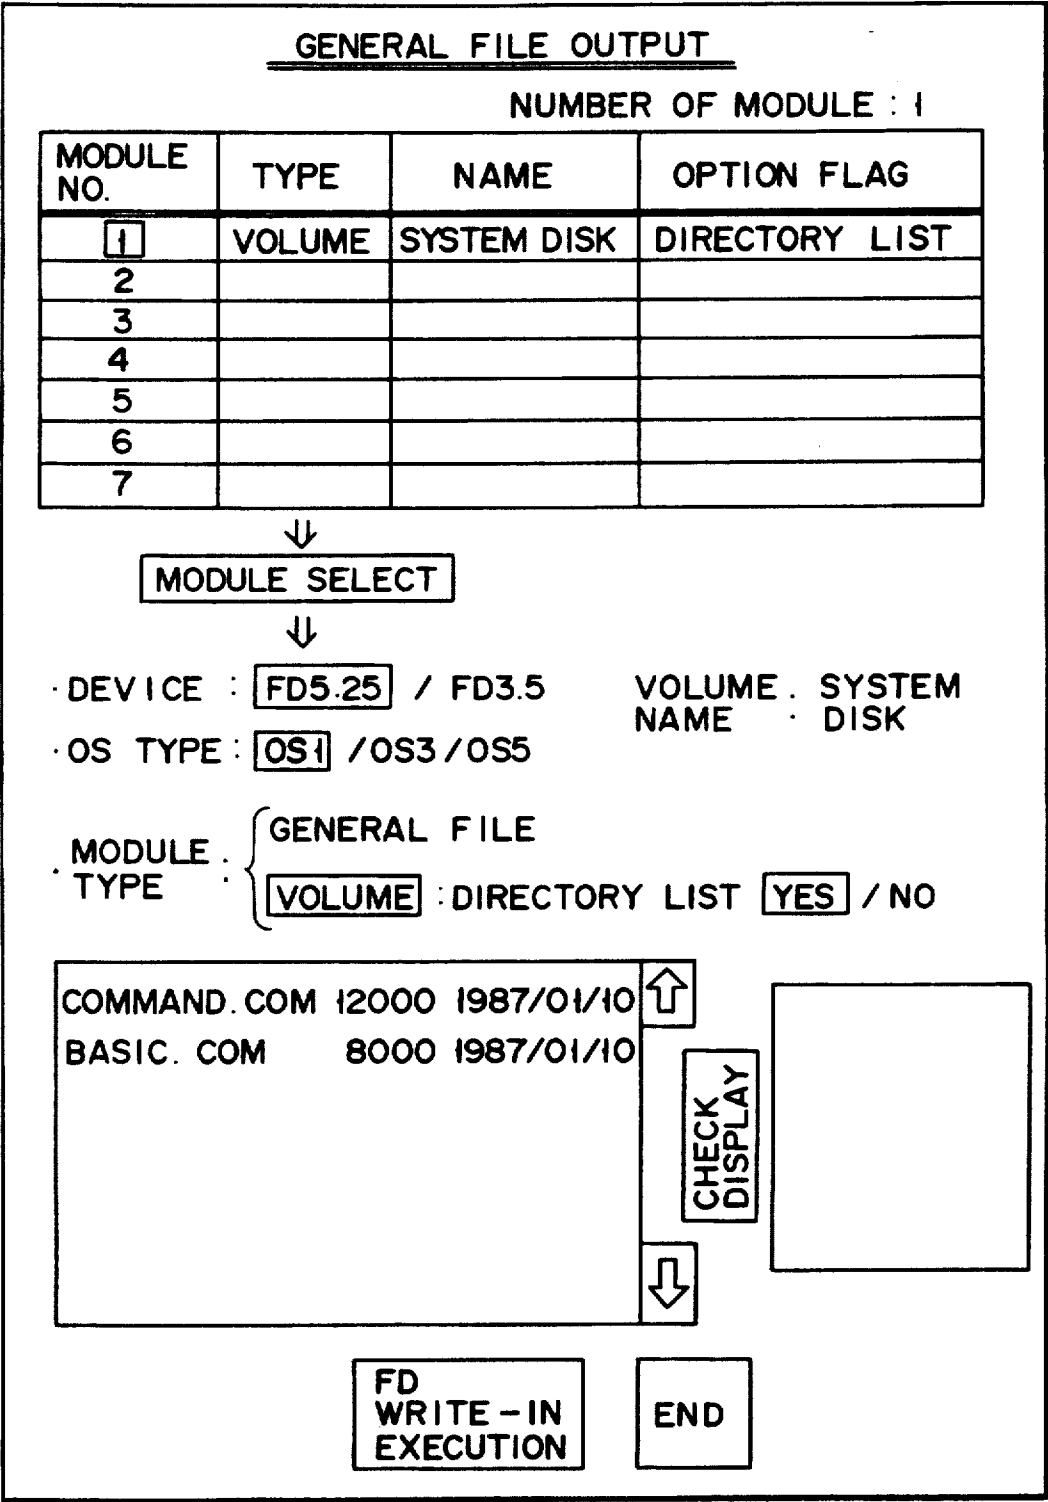 GENERAL FILE OUTPUT
NUMBER OF MODULE : 1
MODULE NO. TYPE NAME OPTION FLAG
1 VOLUME SYSTEM DISK DIRECTORY LIST
2
3
4
5
6
7
⇓
MODULE SELECT
⇓
· DEVICE : FD5.25 / FD3.5
VOLUME NAME : SYSTEM DISK
· OS TYPE : OS1 / OS3 / OS5
· MODULE TYPE :
GENERAL FILE
VOLUME : DIRECTORY LIST YES / NO
COMMAND.COM 12000 1987/01/10
BASIC. COM 8000 1987/01/10
CHECK
DISPLAY
FD
WRITE-IN
EXECUTION
END